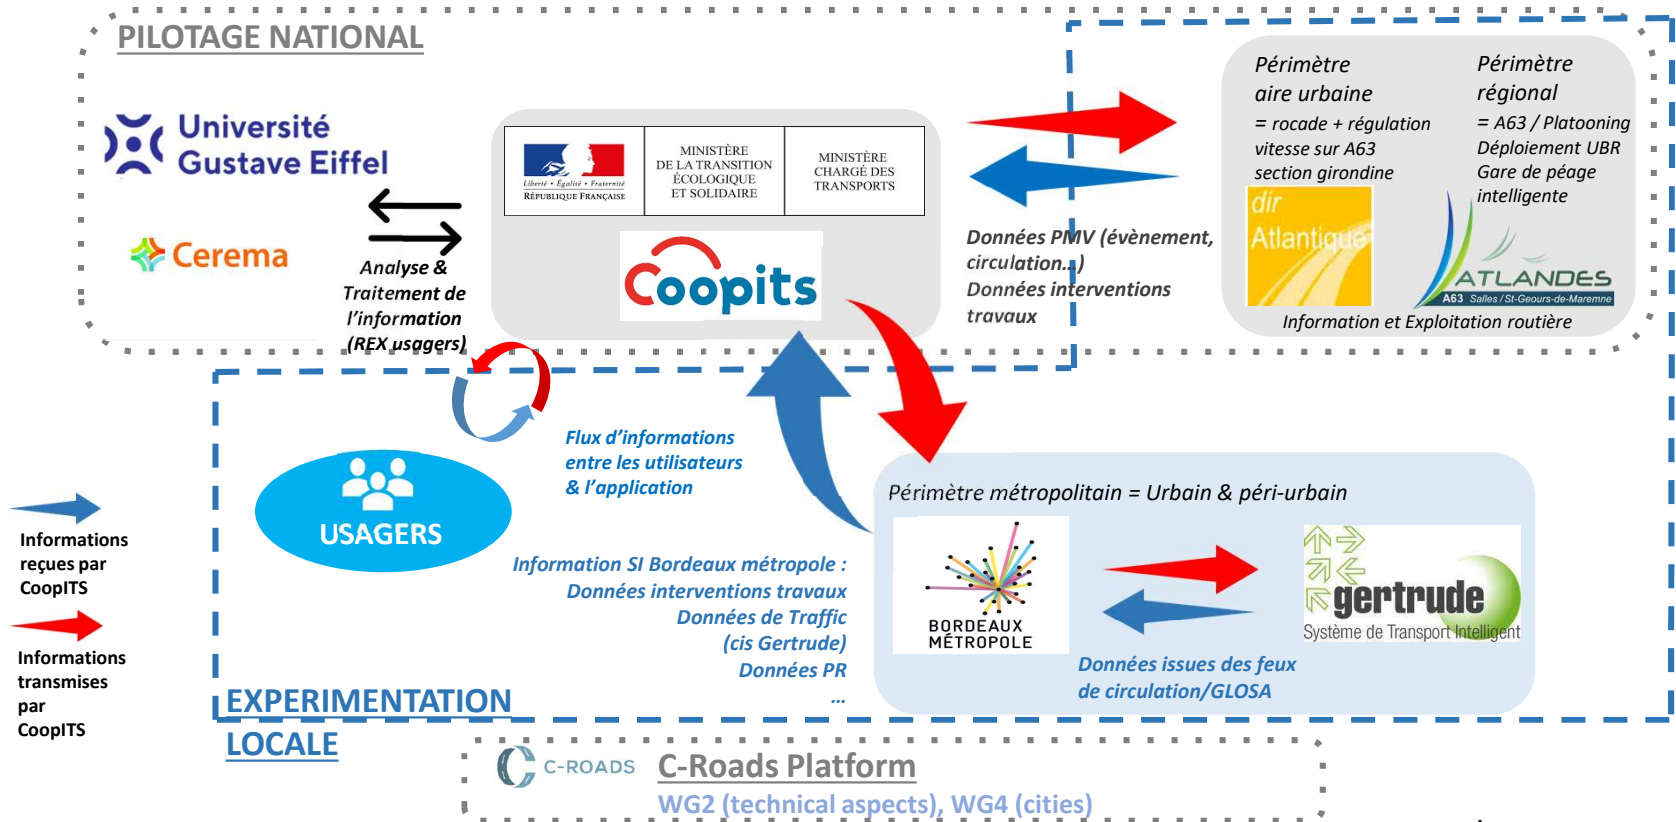 PILOTAGE NATIONAL
Université
Gustave Eiffel
Cerema
Analyse &
Traitement de
l'information
(REX usagers)
Liberté • Égalité • Fraternité
RÉPUBLIQUE FRANÇAISE
MINISTÈRE
DE LA TRANSITION
ÉCOLOGIQUE
ET SOLIDAIRE
MINISTÈRE
CHARGÉ DES
TRANSPORTS
Coopits
Données PMV (évènement,
circulation…)
Données interventions
travaux
Périmètre
aire urbaine
= rocade + régulation
vitesse sur A63
section girondine
Périmètre
régional
= A63 / Platooning
Déploiement UBR
Gare de péage
intelligente
dir
Atlantique
ATLANDES
A63 Salles / St-Geours-de-Maremne
Information et Exploitation routière
Flux d'informations
entre les utilisateurs
& l'application
USAGERS
Informations
reçues par
CoopITS
Informations
transmises
par
CoopITS
Information SI Bordeaux métropole :
Données interventions travaux
Données de Traffic
(cis Gertrude)
Données PR
…
Périmètre métropolitain = Urbain & péri-urbain
BORDEAUX
MÉTROPOLE
gertrude
Système de Transport Intelligent
Données issues des feux
de circulation/GLOSA
EXPERIMENTATION
LOCALE
C-ROADS
C-Roads Platform
WG2 (technical aspects), WG4 (cities)